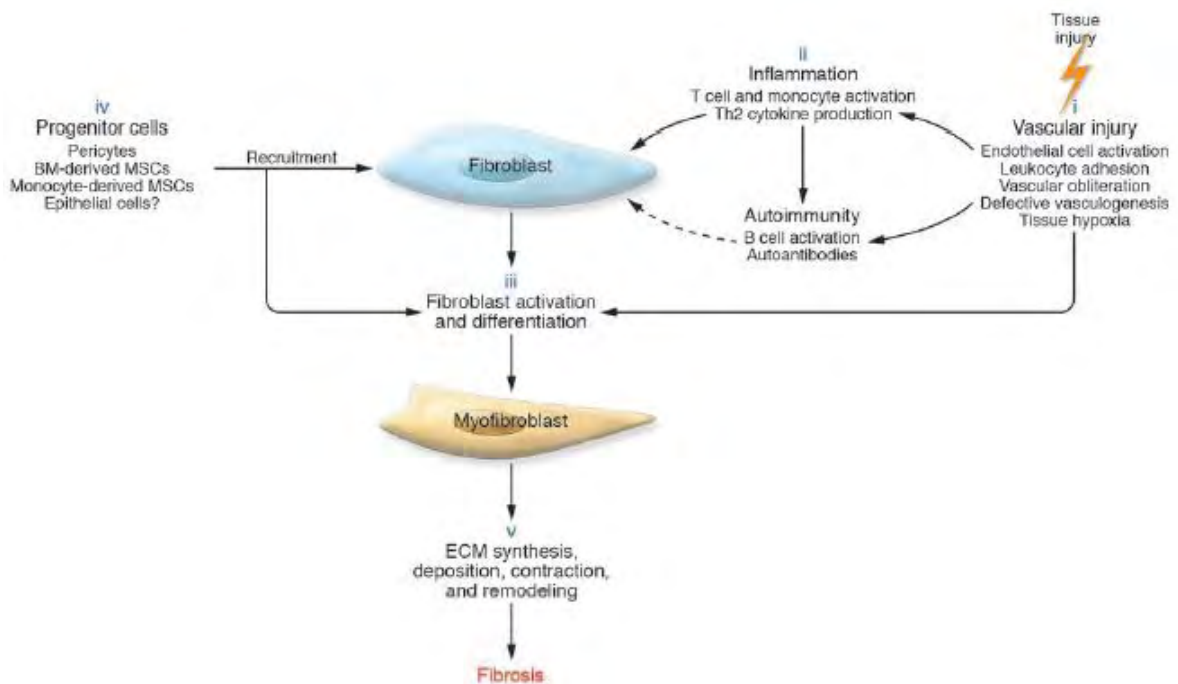 Tissue
injury
i
Vascular injury
Endothelial cell activation
Leukocyte adhesion
Vascular obliteration
Defective vasculogenesis
Tissue hypoxia
ii
Inflammation
T cell and monocyte activation
Th2 cytokine production
Autoimmunity
B cell activation
Autoantibodies
iv
Progenitor cells
Pericytes
BM-derived MSCs
Monocyte-derived MSCs
Epithelial cells?
Recruitment
Fibroblast
iii
Fibroblast activation
and differentiation
Myofibroblast
v
ECM synthesis,
deposition, contraction,
and remodeling
Fibrosis